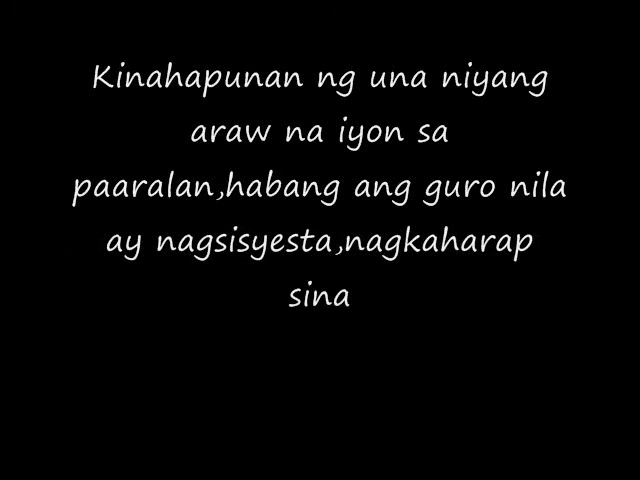 Kinahapunan ng una niyang
araw na iyon sa
paaralan,habang ang guro nila
ay nagsisyesta,nagkaharap
sina